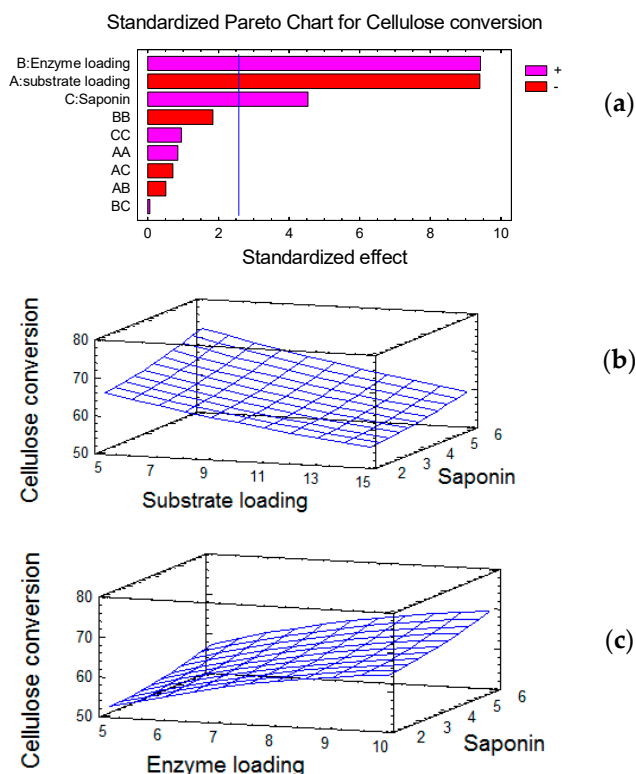 Standardized Pareto Chart for Cellulose conversion
B:Enzyme loading
A:substrate loading
C:Saponin
BB
CC
AA
AC
AB
BC
0 2 4 6 8 10
Standardized effect
+
-
(a)
Cellulose conversion
80
70
60
50
5 7 9 11 13 15
Substrate loading
2 3 4 5 6
Saponin
(b)
Cellulose conversion
80
70
60
50
5 6 7 8 9 10
Enzyme loading
2 3 4 5 6
Saponin
(c)